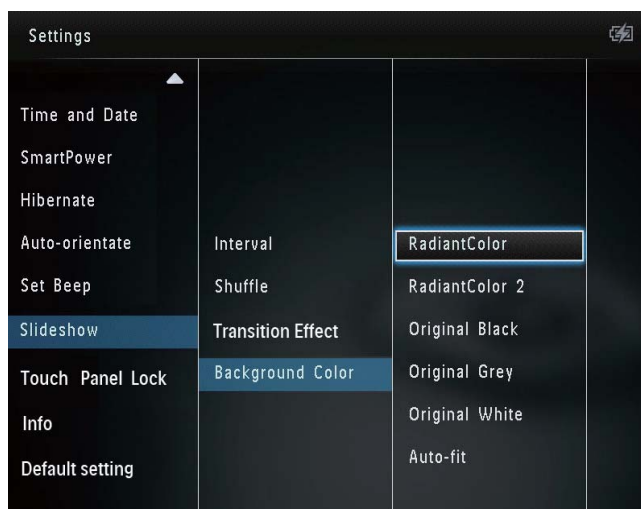 Settings
Time and Date
SmartPower
Hibernate
Auto-orientate
Set Beep
Slideshow
Touch Panel Lock
Info
Default setting
Interval
Shuffle
Transition Effect
Background Color
RadiantColor
RadiantColor 2
Original Black
Original Grey
Original White
Auto-fit